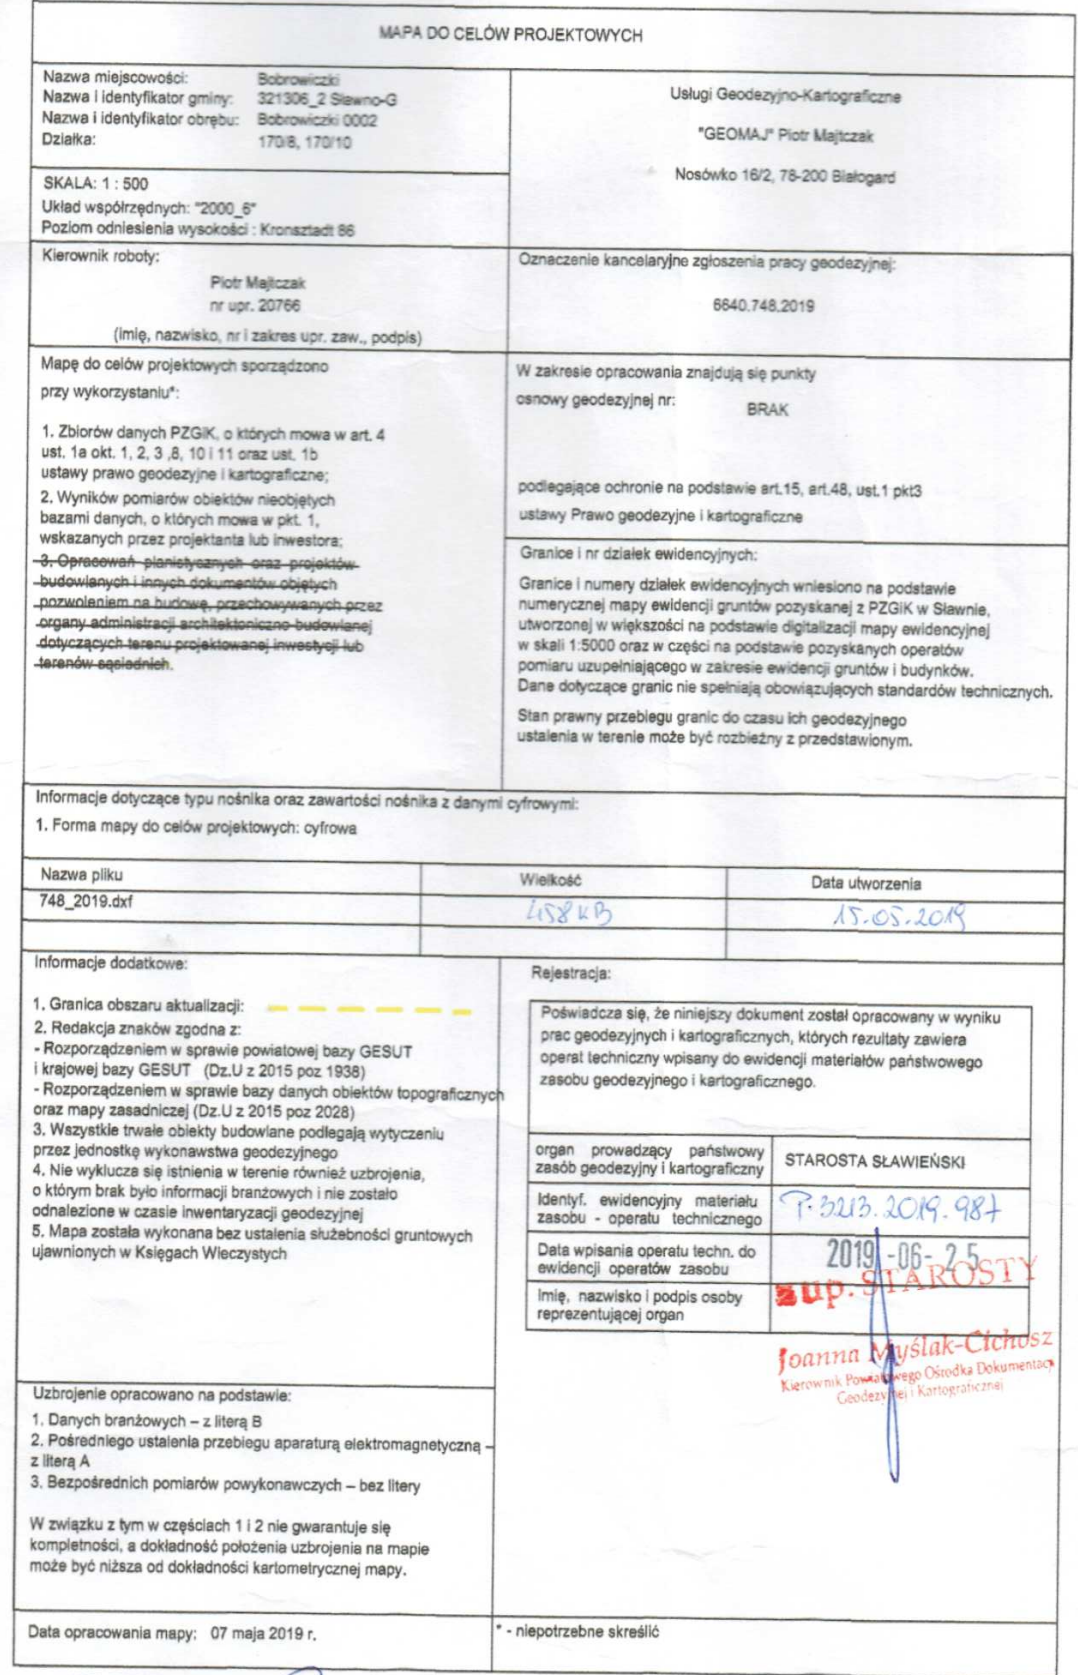 MAPA DO CELÓW PROJEKTOWYCH
Nazwa miejscowości: Bobrowiczki
Nazwa i identyfikator gminy: 321306_2 Sławno-G
Nazwa i identyfikator obrębu: Bobrowiczki 0002
Działka: 170/8, 170/10
Usługi Geodezyjno-Kartograficzne
"GEOMAJ" Piotr Majtczak
Nosówko 16/2, 78-200 Białogard
SKALA: 1 : 500
Układ współrzędnych: "2000_6"
Poziom odniesienia wysokości : Kronsztadt 86
Kierownik roboty:
Piotr Majtczak
nr upr. 20766
(imię, nazwisko, nr i zakres upr. zaw., podpis)
Oznaczenie kancelaryjne zgłoszenia pracy geodezyjnej:
6640.748.2019
Mapę do celów projektowych sporządzono
przy wykorzystaniu*:
1. Zbiorów danych PZGiK, o których mowa w art. 4
ust. 1a okt. 1, 2, 3 ,8, 10 i 11 oraz ust. 1b
ustawy prawo geodezyjne i kartograficzne;
2. Wyników pomiarów obiektów nieobjętych
bazami danych, o których mowa w pkt. 1,
wskazanych przez projektanta lub inwestora;
3. Opracowań planistycznych oraz projektów
budowlanych i innych dokumentów objętych
pozwoleniem na budowę, przechowywanych przez
organy administracji architektoniczno-budowlanej
dotyczących terenu projektowanej inwestycji lub
terenów sąsiednich.
W zakresie opracowania znajdują się punkty
osnowy geodezyjnej nr: BRAK
podlegające ochronie na podstawie art.15, art.48, ust.1 pkt3
ustawy Prawo geodezyjne i kartograficzne
Granice i nr działek ewidencyjnych:
Granice i numery działek ewidencyjnych wniesiono na podstawie
numerycznej mapy ewidencji gruntów pozyskanej z PZGiK w Sławnie,
utworzonej w większości na podstawie digitalizacji mapy ewidencyjnej
w skali 1:5000 oraz w części na podstawie pozyskanych operatów
pomiaru uzupełniającego w zakresie ewidencji gruntów i budynków.
Dane dotyczące granic nie spełniają obowiązujących standardów technicznych.
Stan prawny przebiegu granic do czasu ich geodezyjnego
ustalenia w terenie może być rozbieżny z przedstawionym.
Informacje dotyczące typu nośnika oraz zawartości nośnika z danymi cyfrowymi:
1. Forma mapy do celów projektowych: cyfrowa
Nazwa pliku Wielkość Data utworzenia
748_2019.dxf 458 KB 15.05.2019
Informacje dodatkowe:
1. Granica obszaru aktualizacji:
2. Redakcja znaków zgodna z:
- Rozporządzeniem w sprawie powiatowej bazy GESUT
i krajowej bazy GESUT (Dz.U z 2015 poz 1938)
- Rozporządzeniem w sprawie bazy danych obiektów topograficznych
oraz mapy zasadniczej (Dz.U z 2015 poz 2028)
3. Wszystkie trwałe obiekty budowlane podlegają wytyczeniu
przez jednostkę wykonawstwa geodezyjnego
4. Nie wyklucza się istnienia w terenie również uzbrojenia,
o którym brak było informacji branżowych i nie zostało
odnalezione w czasie inwentaryzacji geodezyjnej
5. Mapa została wykonana bez ustalenia służebności gruntowych
ujawnionych w Księgach Wieczystych
Rejestracja:
Poświadcza się, że niniejszy dokument został opracowany w wyniku
prac geodezyjnych i kartograficznych, których rezultaty zawiera
operat techniczny wpisany do ewidencji materiałów państwowego
zasobu geodezyjnego i kartograficznego.
organ prowadzący państwowy
zasób geodezyjny i kartograficzny
STAROSTA SŁAWIEŃSKI
Identyf. ewidencyjny materiału
zasobu - operatu technicznego
P.3213.2019.987
Data wpisania operatu techn. do
ewidencji operatów zasobu
2019 -06- 25
Imię, nazwisko i podpis osoby
reprezentującej organ
z up. STAROSTY
Joanna Myślak-Cichosz
Kierownik Powiatowego Ośrodka Dokumentacji
Geodezyjnej i Kartograficznej
Uzbrojenie opracowano na podstawie:
1. Danych branżowych – z literą B
2. Pośredniego ustalenia przebiegu aparaturą elektromagnetyczną –
z literą A
3. Bezpośrednich pomiarów powykonawczych – bez litery
W związku z tym w częściach 1 i 2 nie gwarantuje się
kompletności, a dokładność położenia uzbrojenia na mapie
może być niższa od dokładności kartometrycznej mapy.
Data opracowania mapy: 07 maja 2019 r.
* - niepotrzebne skreślić